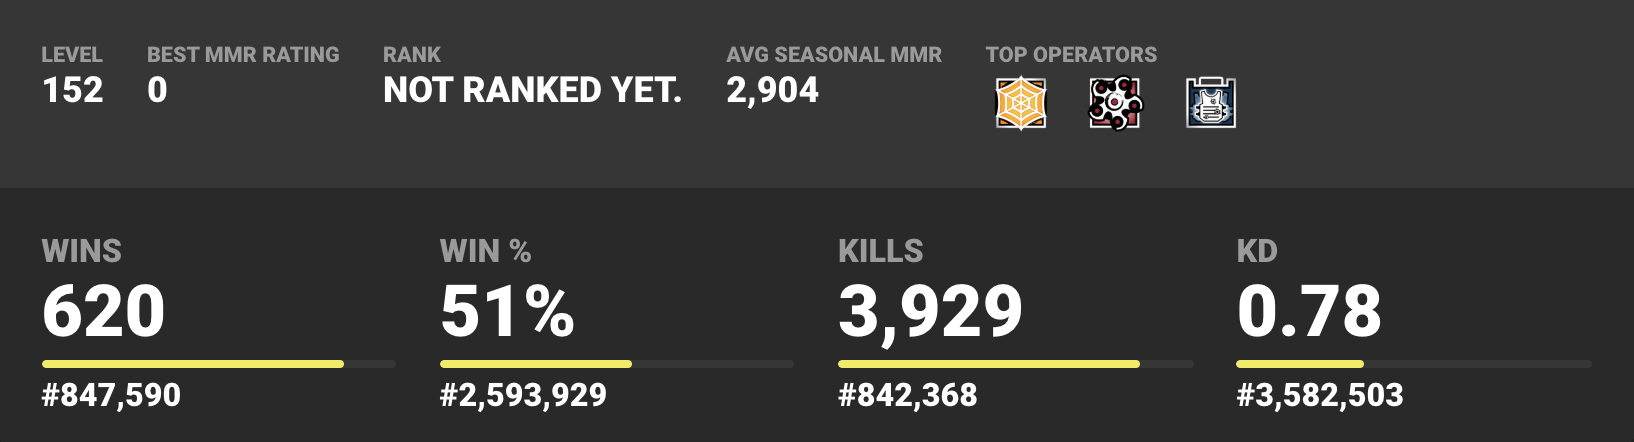 LEVEL BEST MMR RATING RANK AVG SEASONAL MMR TOP OPERATORS
152 0 NOT RANKED YET. 2,904
WINS WIN % KILLS KD
620 51% 3,929 0.78
#847,590 #2,593,929 #842,368 #3,582,503